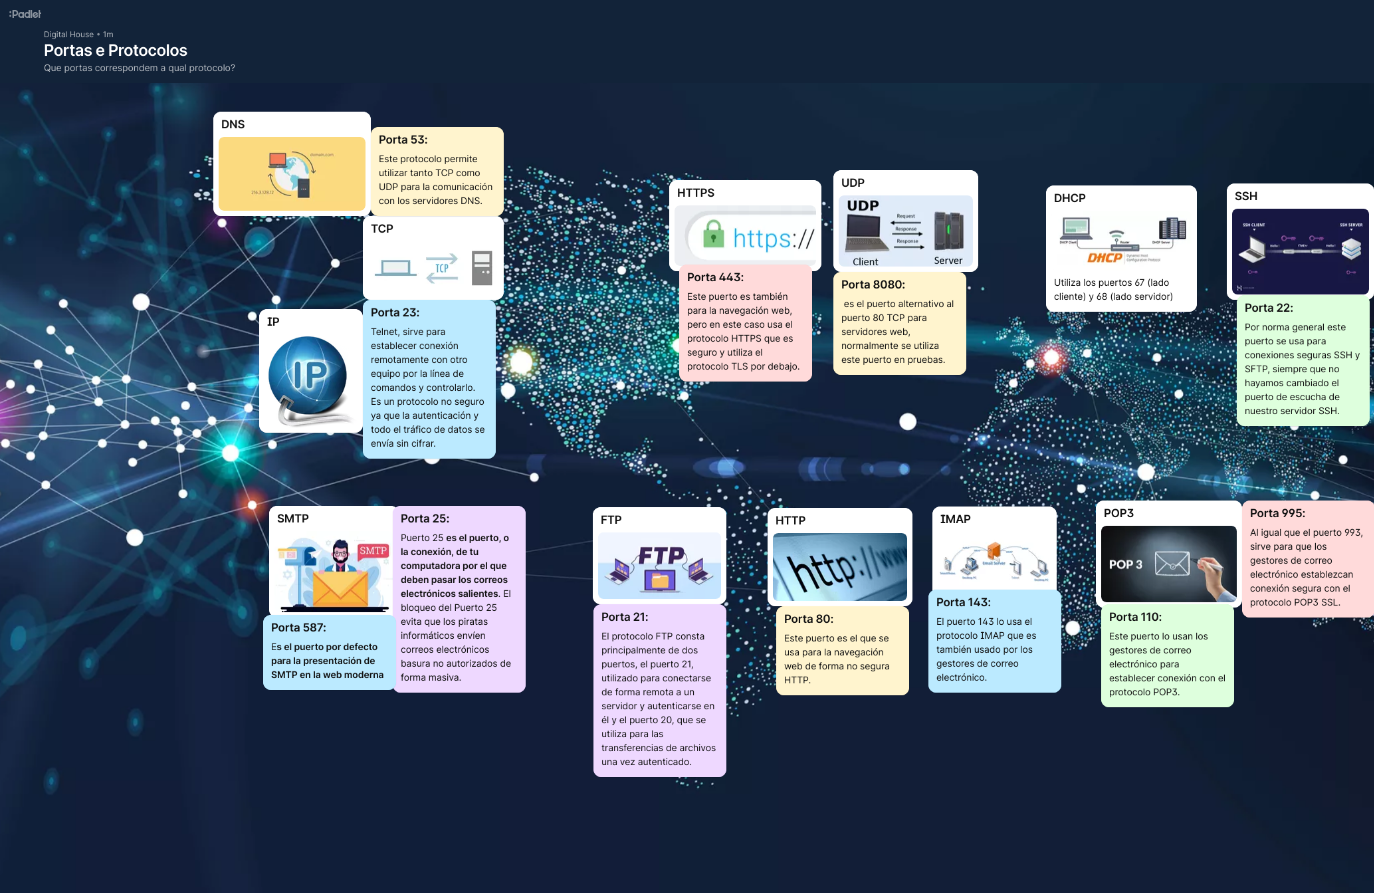 :Padlet
Digital House • 1m
Portas e Protocolos
Que portas correspondem a qual protocolo?
DNS
Porta 53:
Este protocolo permite
utilizar tanto TCP como
UDP para la comunicación
con los servidores DNS.
TCP
TCP
Porta 23:
Telnet, sirve para
establecer conexión
remotamente con otro
equipo por la línea de
comandos y controlarlo.
Es un protocolo no seguro
ya que la autenticación y
todo el tráfico de datos se
envía sin cifrar.
IP
IP
HTTPS
https://
Porta 443:
Este puerto es también
para la navegación web,
pero en este caso usa el
protocolo HTTPS que es
seguro y utiliza el
protocolo TLS por debajo.
UDP
UDP
Request
Response
Response
Client
Server
Porta 8080:
es el puerto alternativo al
puerto 80 TCP para
servidores web,
normalmente se utiliza
este puerto en pruebas.
DHCP
DHCP
Utiliza los puertos 67 (lado
cliente) y 68 (lado servidor)
SSH
SSH CLIENT
SSH SERVER
Porta 22:
Por norma general este
puerto se usa para
conexiones seguras SSH y
SFTP, siempre que no
hayamos cambiado el
puerto de escucha de
nuestro servidor SSH.
SMTP
SMTP
Porta 587:
Es el puerto por defecto
para la presentación de
SMTP en la web moderna
Porta 25:
Puerto 25 es el puerto, o
la conexión, de tu
computadora por el que
deben pasar los correos
electrónicos salientes. El
bloqueo del Puerto 25
evita que los piratas
informáticos envíen
correos electrónicos
basura no autorizados de
forma masiva.
FTP
FTP
Porta 21:
El protocolo FTP consta
principalmente de dos
puertos, el puerto 21,
utilizado para conectarse
de forma remota a un
servidor y autenticarse en
él y el puerto 20, que se
utiliza para las
transferencias de archivos
una vez autenticado.
HTTP
http://ww
Porta 80:
Este puerto es el que se
usa para la navegación
web de forma no segura
HTTP.
IMAP
Porta 143:
El puerto 143 lo usa el
protocolo IMAP que es
también usado por los
gestores de correo
electrónico.
POP3
POP 3
Porta 110:
Este puerto lo usan los
gestores de correo
electrónico para
establecer conexión con el
protocolo POP3.
Porta 995:
Al igual que el puerto 993,
sirve para que los
gestores de correo
electrónico establezcan
conexión segura con el
protocolo POP3 SSL.